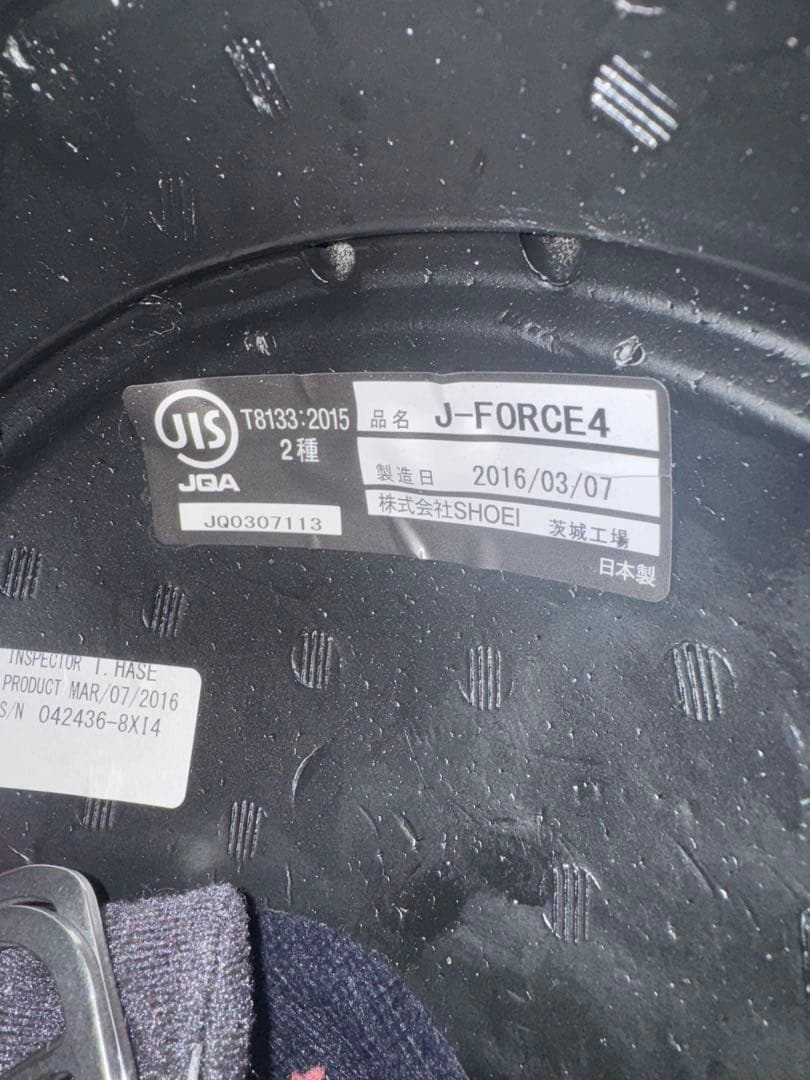 JIS
JQA
T8133:2015
2種
JQ0307113
品名 J-FORCE4
製造日 2016/03/07
株式会社SHOEI 茨城工場
日本製
INSPECTOR T. HASE
PRODUCT MAR/07/2016
S/N 042436-8X14